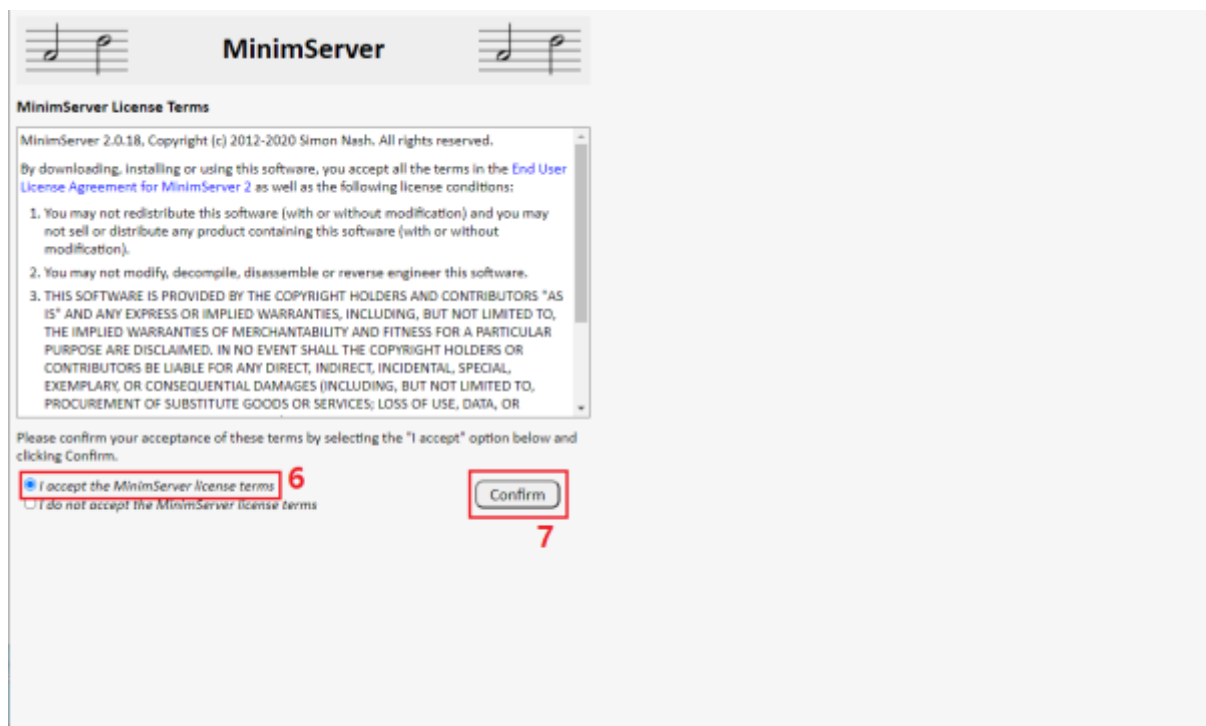 MinimServer
MinimServer License Terms
MinimServer 2.0.18, Copyright (c) 2012-2020 Simon Nash. All rights reserved.
By downloading, installing or using this software, you accept all the terms in the End User
License Agreement for MinimServer 2 as well as the following license conditions:
1. You may not redistribute this software (with or without modification) and you may
not sell or distribute any product containing this software (with or without
modification).
2. You may not modify, decompile, disassemble or reverse engineer this software.
3. THIS SOFTWARE IS PROVIDED BY THE COPYRIGHT HOLDERS AND CONTRIBUTORS "AS
IS" AND ANY EXPRESS OR IMPLIED WARRANTIES, INCLUDING, BUT NOT LIMITED TO,
THE IMPLIED WARRANTIES OF MERCHANTABILITY AND FITNESS FOR A PARTICULAR
PURPOSE ARE DISCLAIMED. IN NO EVENT SHALL THE COPYRIGHT HOLDERS OR
CONTRIBUTORS BE LIABLE FOR ANY DIRECT, INDIRECT, INCIDENTAL, SPECIAL,
EXEMPLARY, OR CONSEQUENTIAL DAMAGES (INCLUDING, BUT NOT LIMITED TO,
PROCUREMENT OF SUBSTITUTE GOODS OR SERVICES; LOSS OF USE, DATA, OR
Please confirm your acceptance of these terms by selecting the "I accept" option below and
clicking Confirm.
I accept the MinimServer license terms 6
I do not accept the MinimServer license terms
Confirm
7